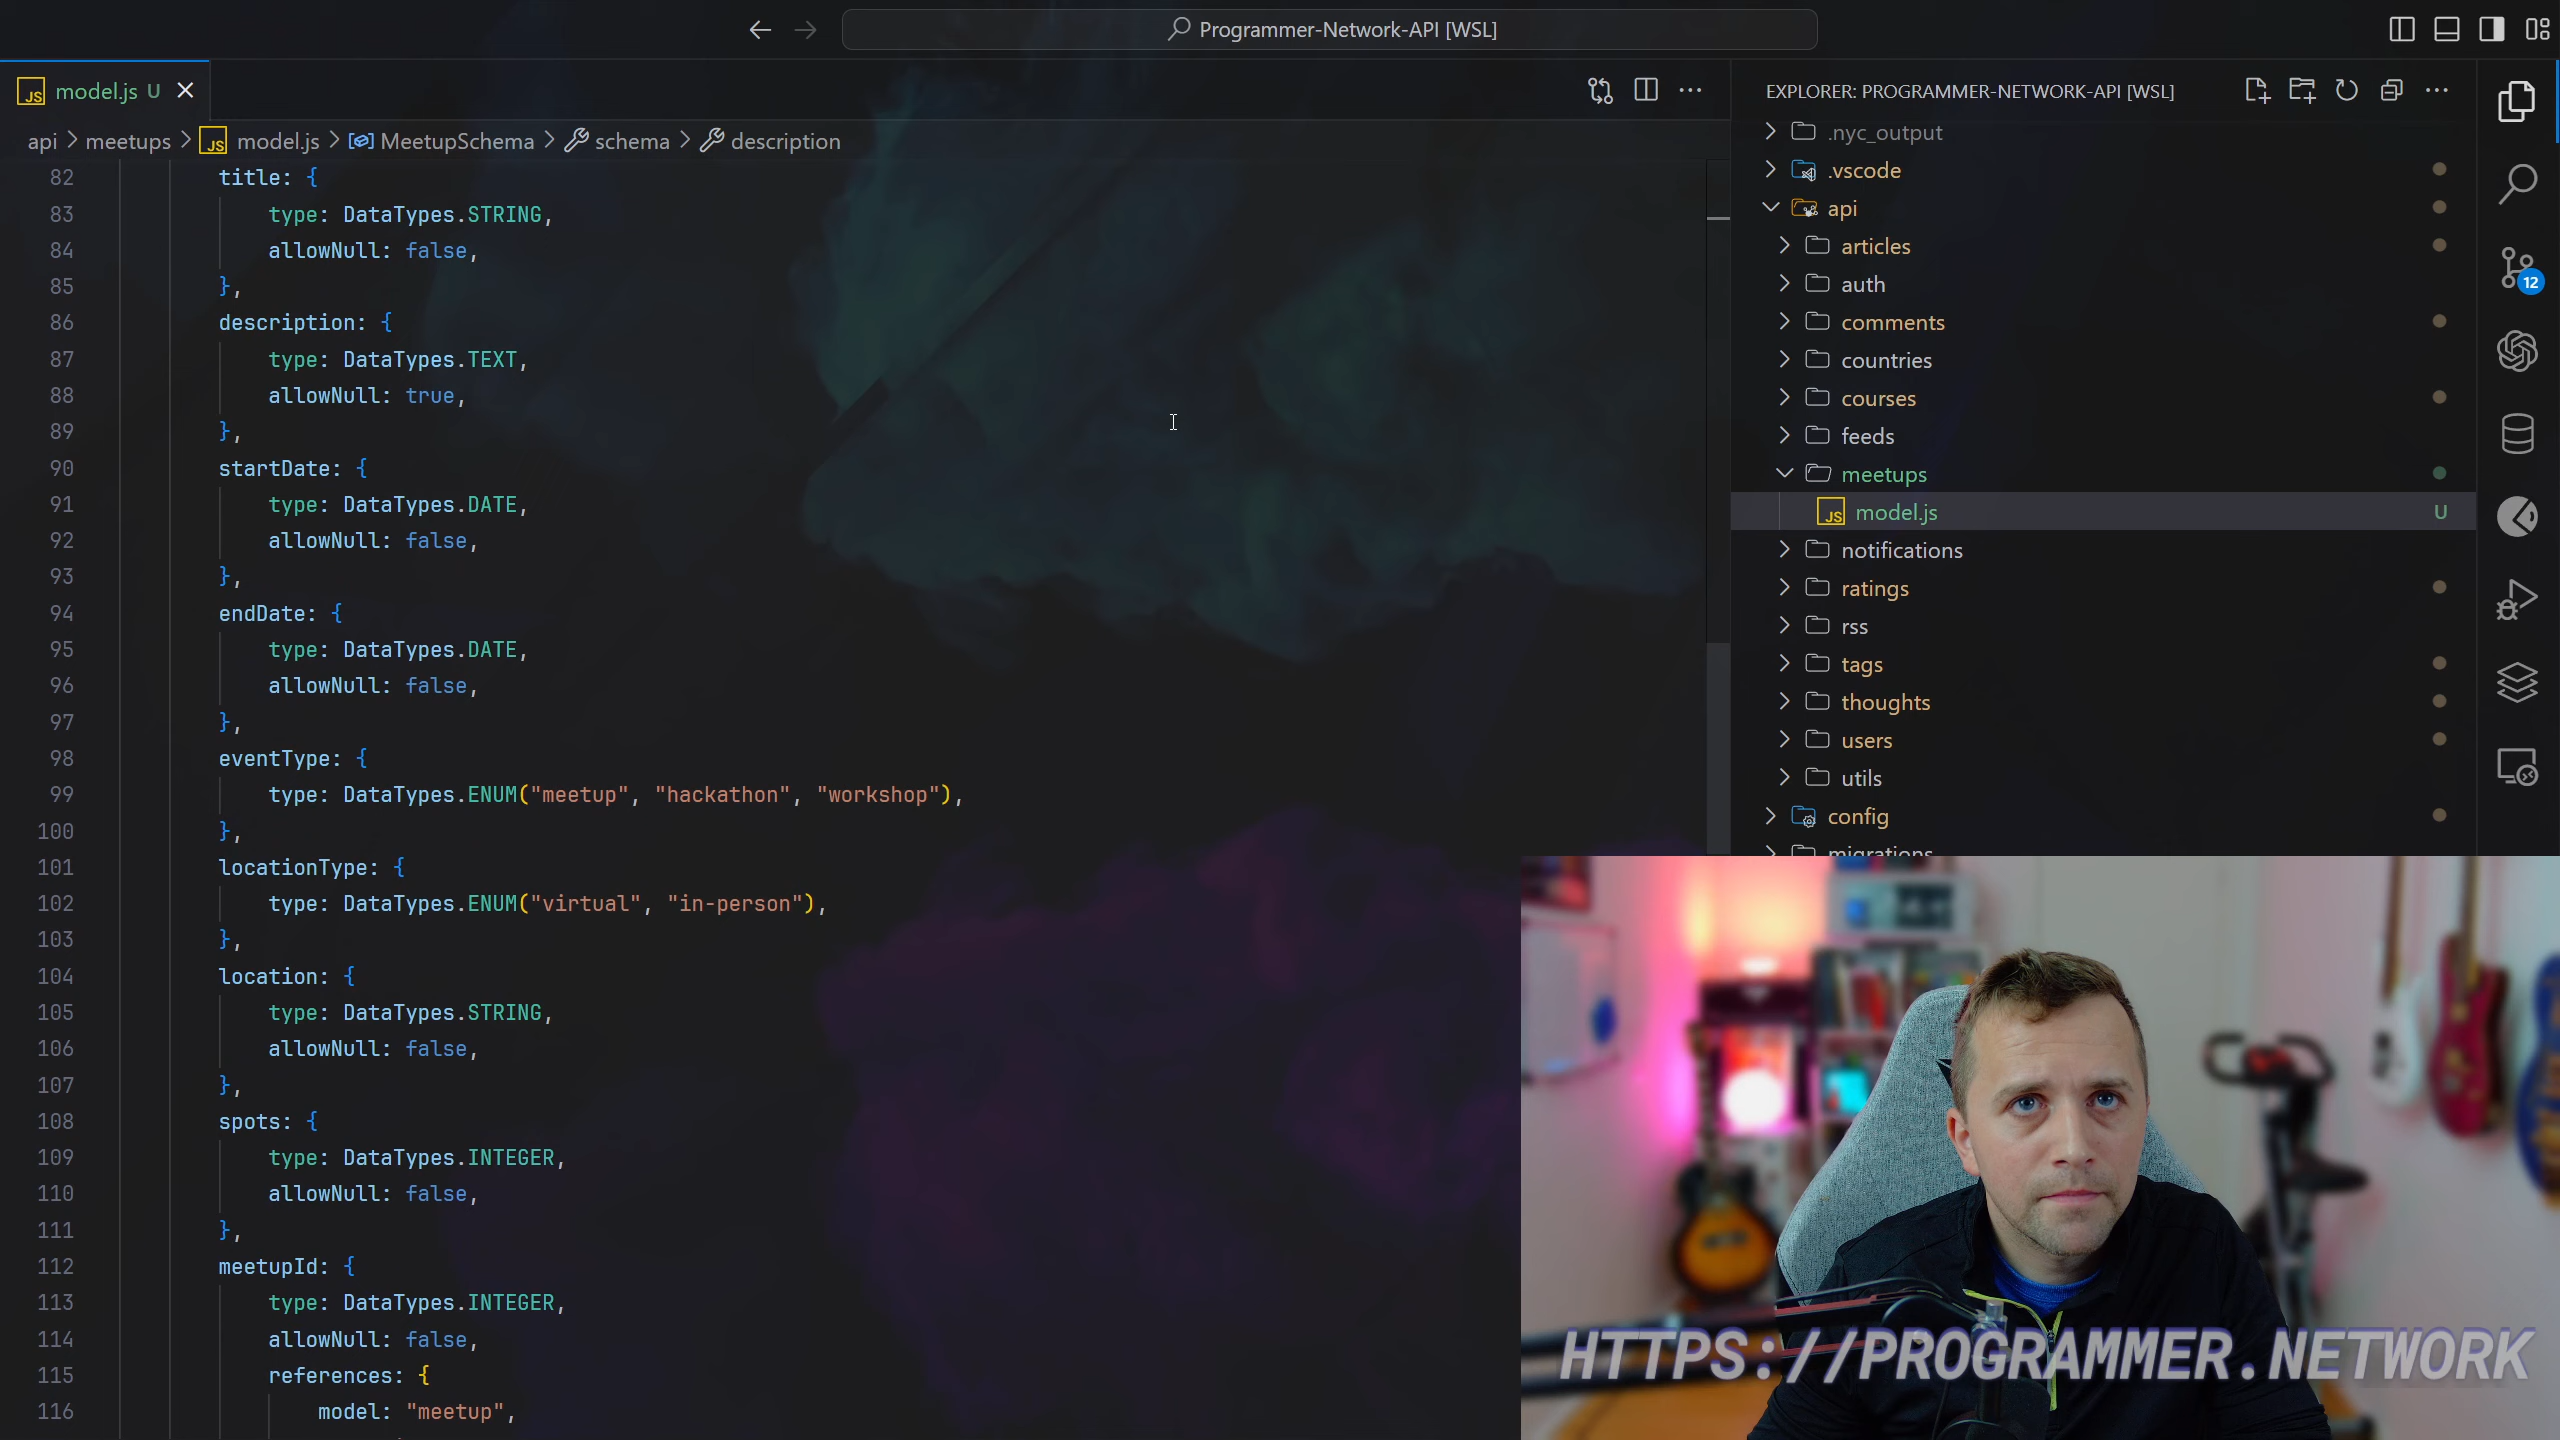 Programmer-Network-API [WSL]
JS model.js U
EXPLORER: PROGRAMMER-NETWORK-API [WSL]
api > meetups > JS model.js > MeetupSchema > schema > description
82 title: {
83 type: DataTypes.STRING,
84 allowNull: false,
85 },
86 description: {
87 type: DataTypes.TEXT,
88 allowNull: true,
89 },
90 startDate: {
91 type: DataTypes.DATE,
92 allowNull: false,
93 },
94 endDate: {
95 type: DataTypes.DATE,
96 allowNull: false,
97 },
98 eventType: {
99 type: DataTypes.ENUM("meetup", "hackathon", "workshop"),
100 },
101 locationType: {
102 type: DataTypes.ENUM("virtual", "in-person"),
103 },
104 location: {
105 type: DataTypes.STRING,
106 allowNull: false,
107 },
108 spots: {
109 type: DataTypes.INTEGER,
110 allowNull: false,
111 },
112 meetupId: {
113 type: DataTypes.INTEGER,
114 allowNull: false,
115 references: {
116 model: "meetup",
.nyc_output
.vscode
api
articles
auth
comments
countries
courses
feeds
meetups
JS model.js U
notifications
ratings
rss
tags
thoughts
users
utils
config
migrations
12
HTTPS://PROGRAMMER.NETWORK